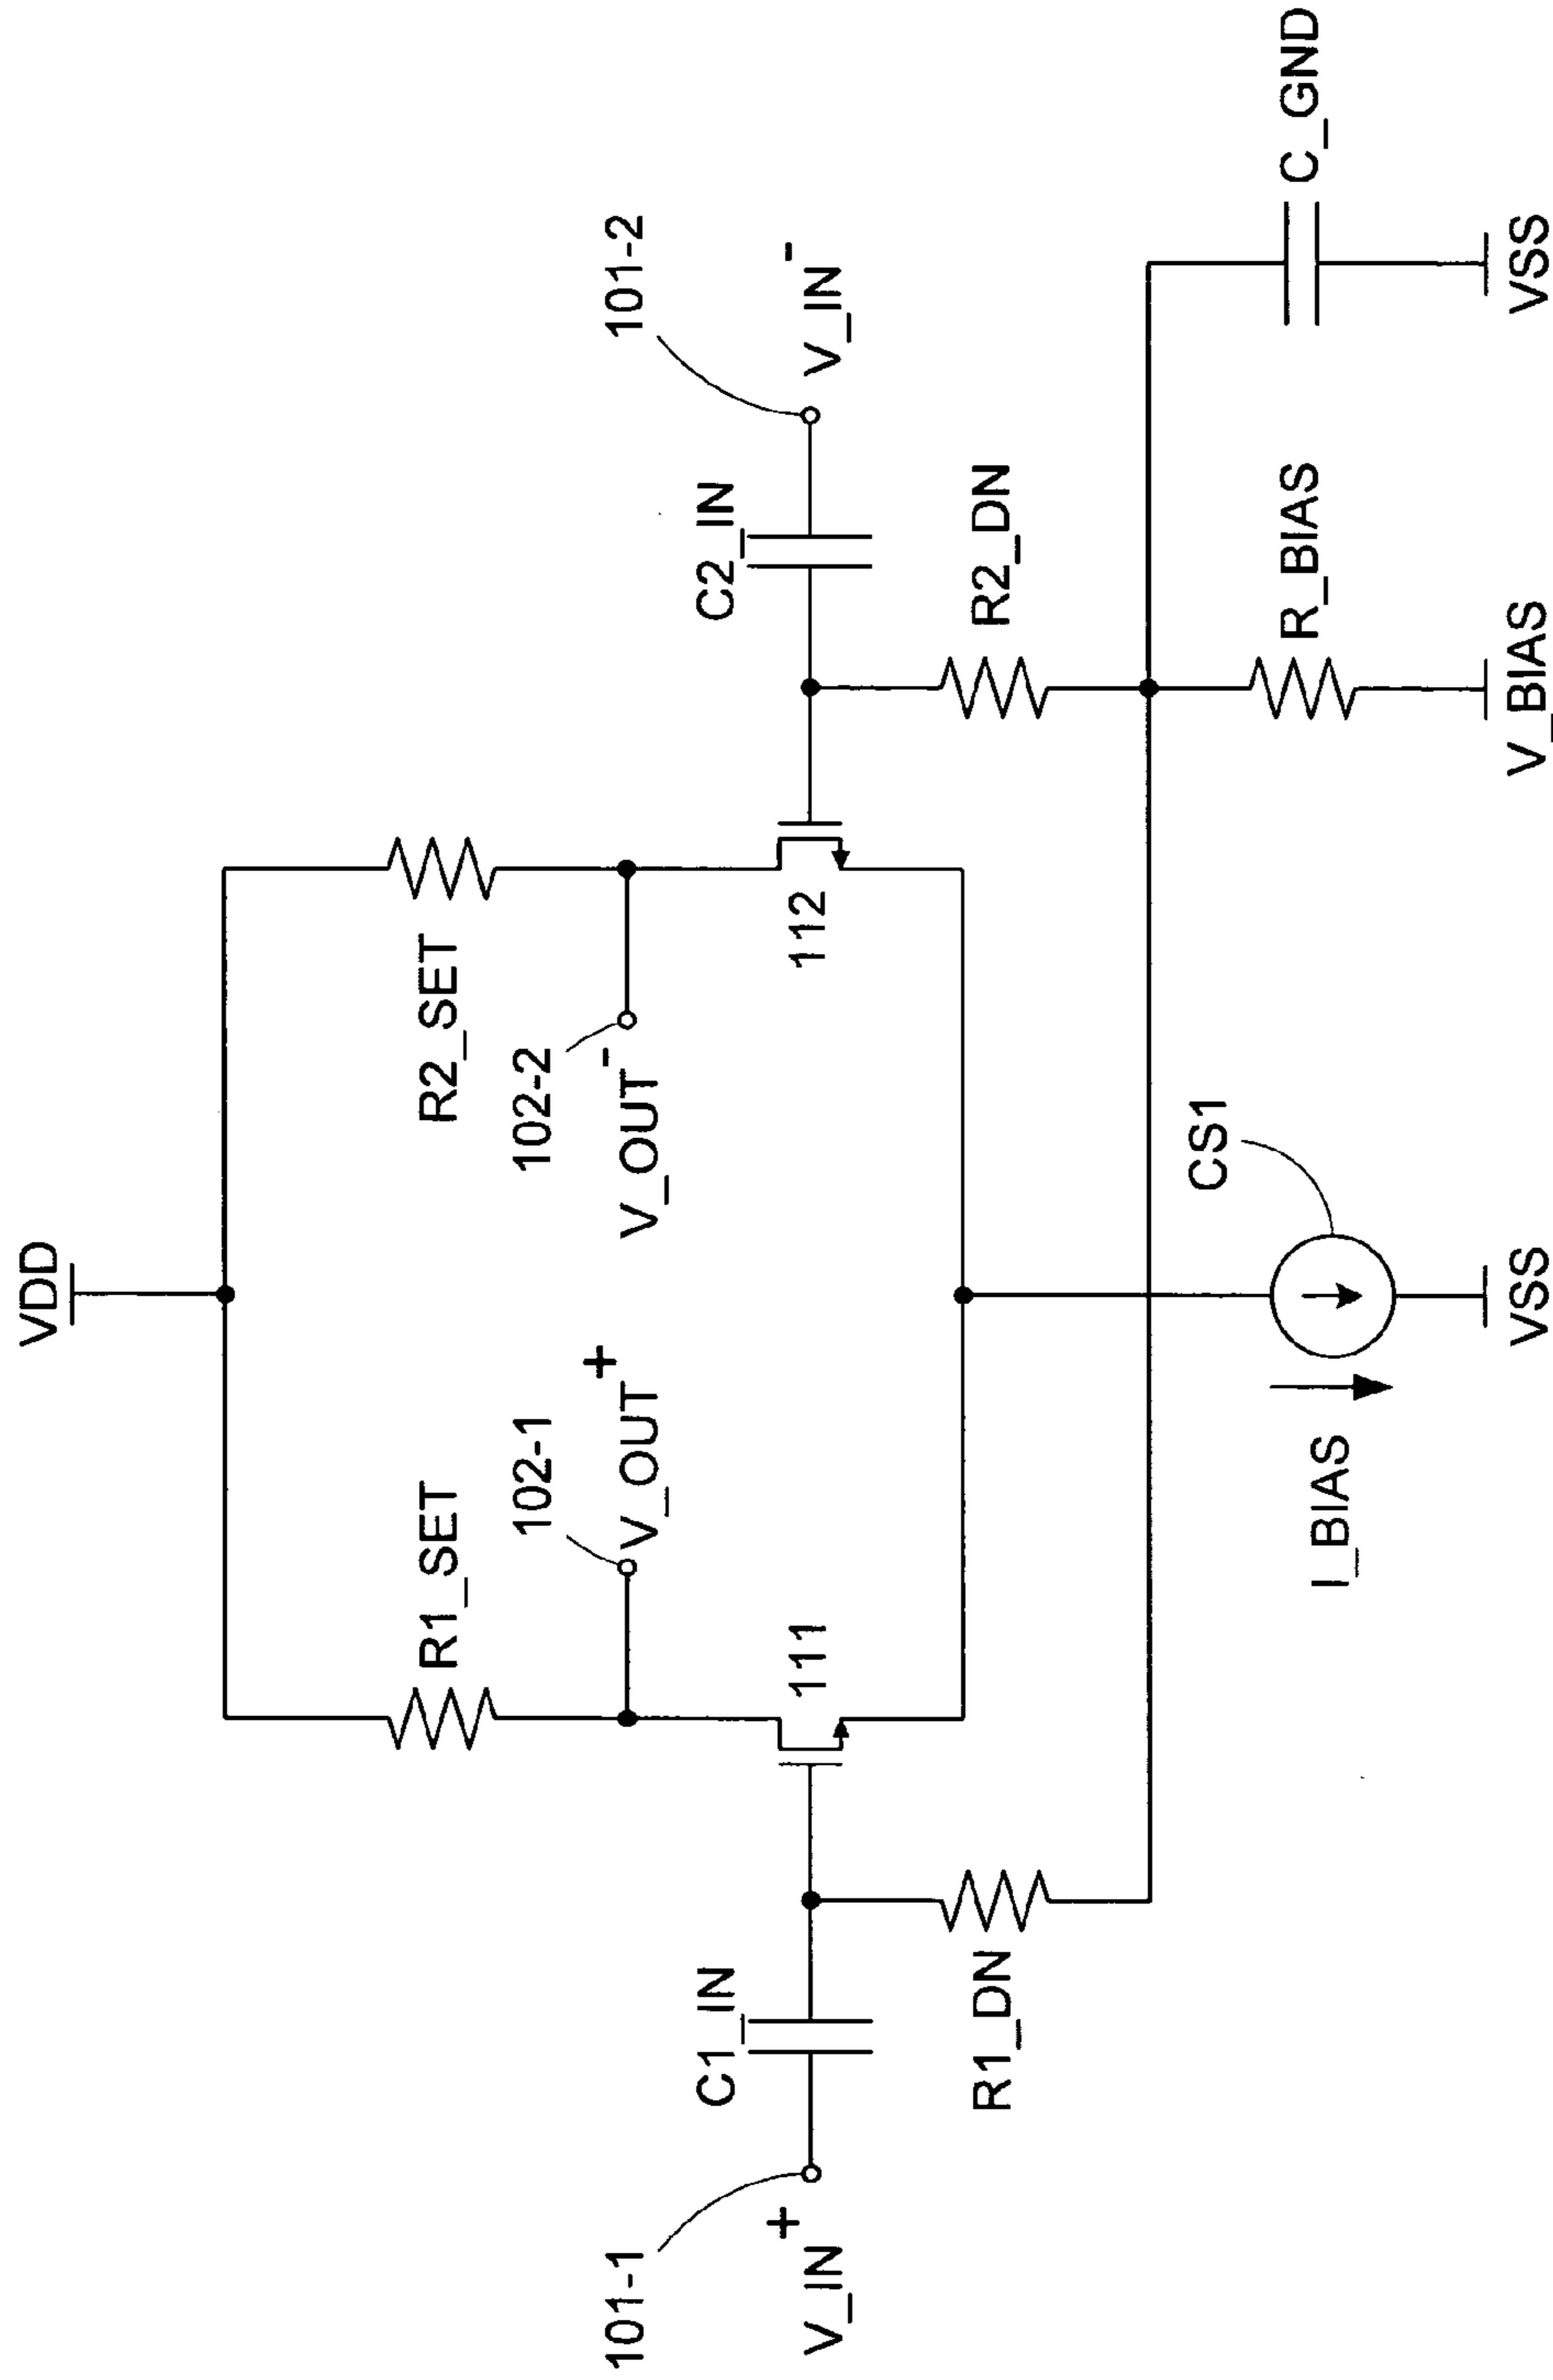 VDD
R1_SET
R2_SET
102-1
102-2
V_OUT+
V_OUT-
101-1
101-2
C1_IN
C2_IN
V_IN+
111
112
V_IN-
R1_DN
R2_DN
CS1
I_BIAS
R_BIAS
C_GND
VSS
V_BIAS
VSS